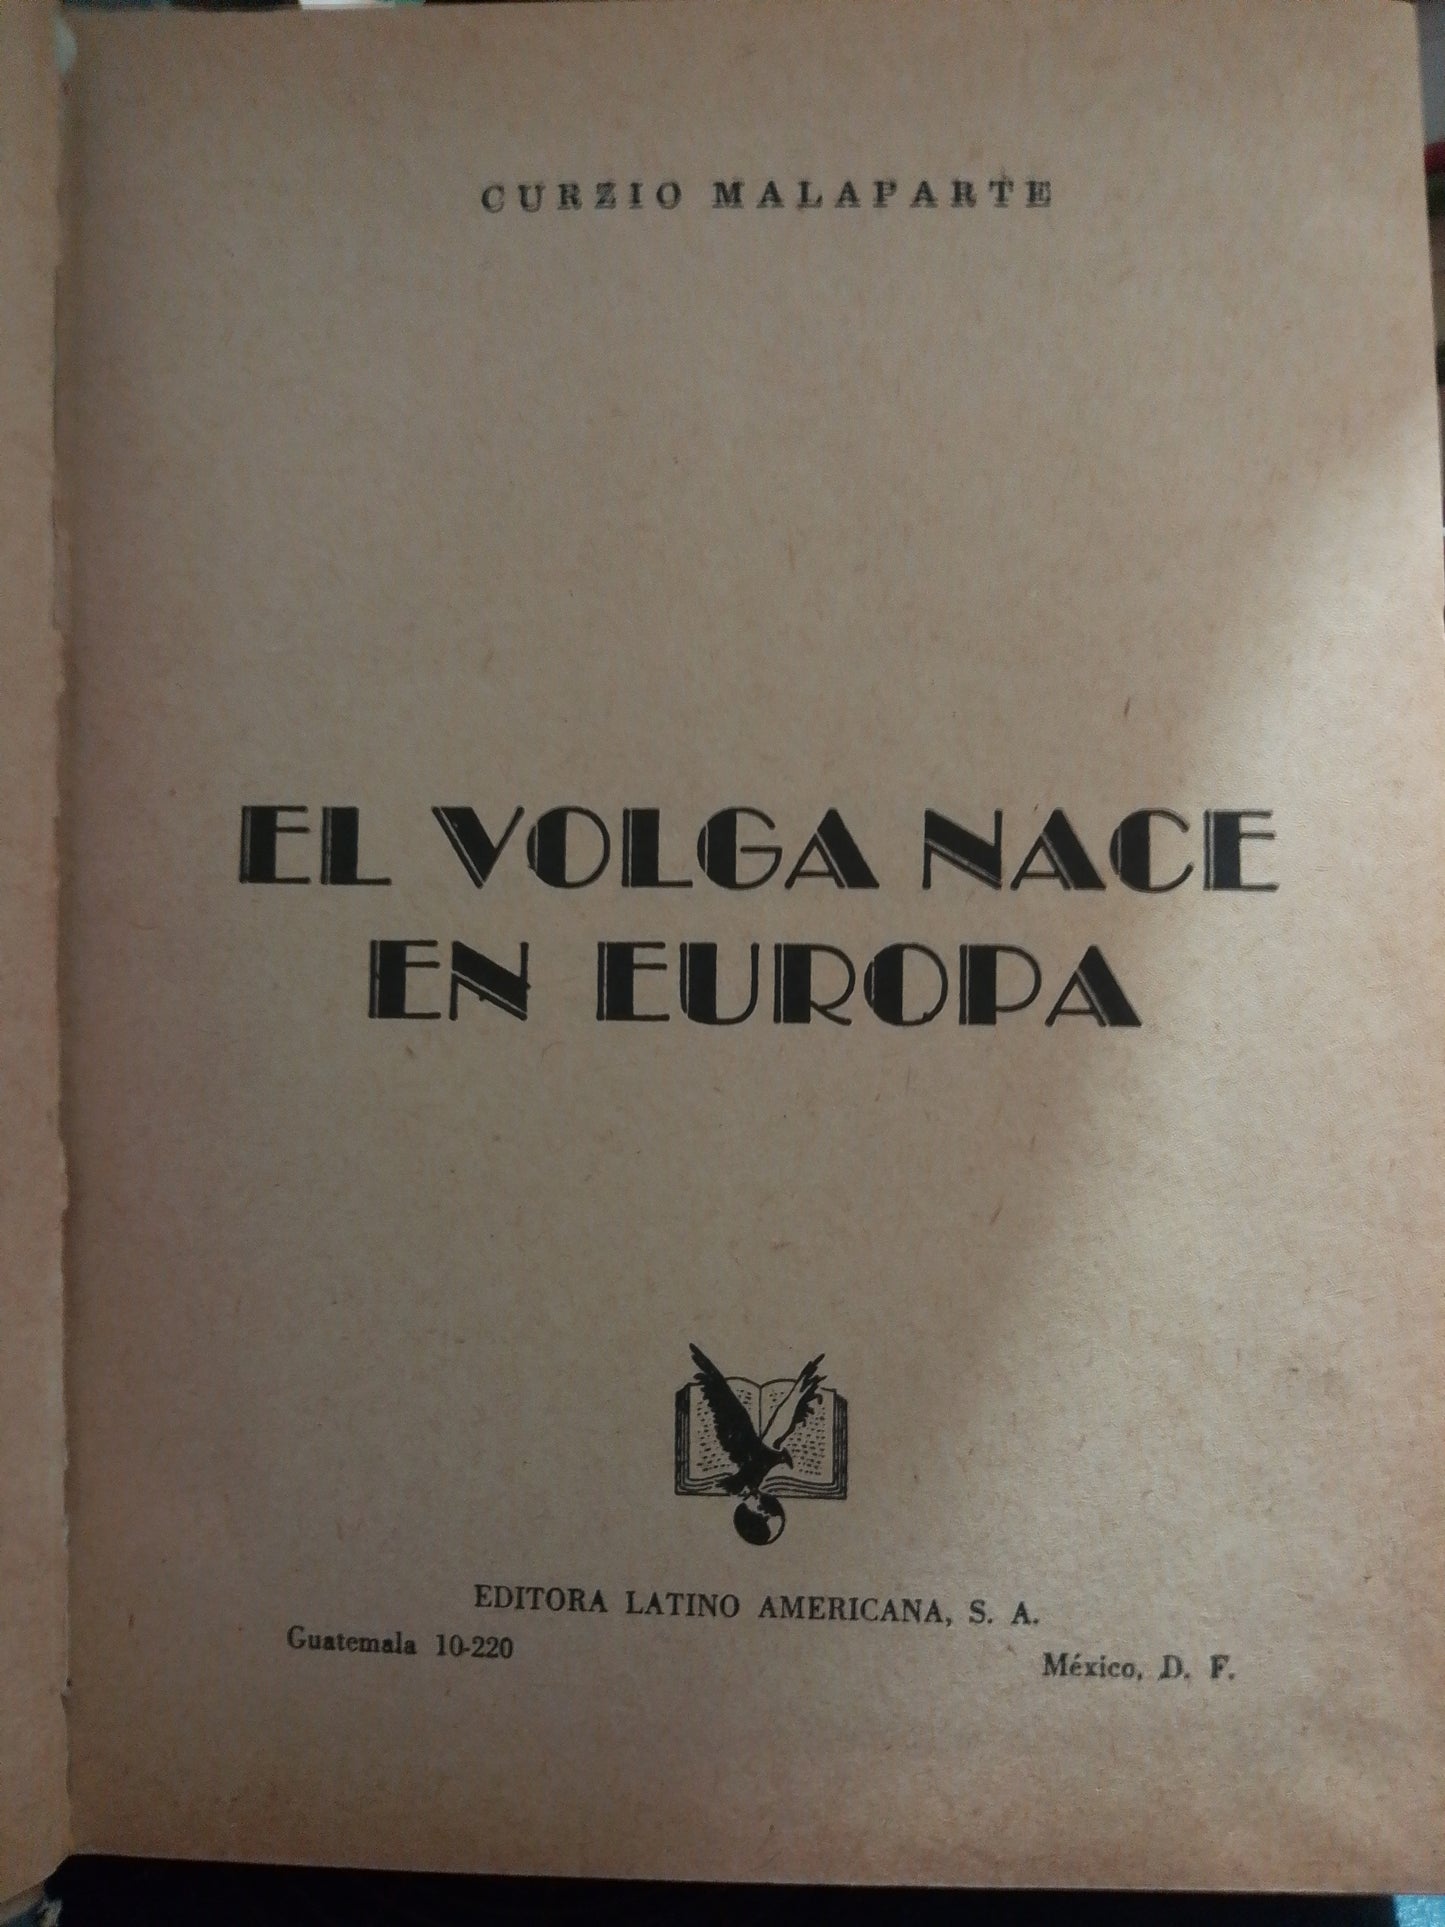 CURZIO MALAPARTE
EL VOLGA NACE
EN EUROPA
EDITORA LATINO AMERICANA, S. A.
Guatemala 10-220
México, D. F.